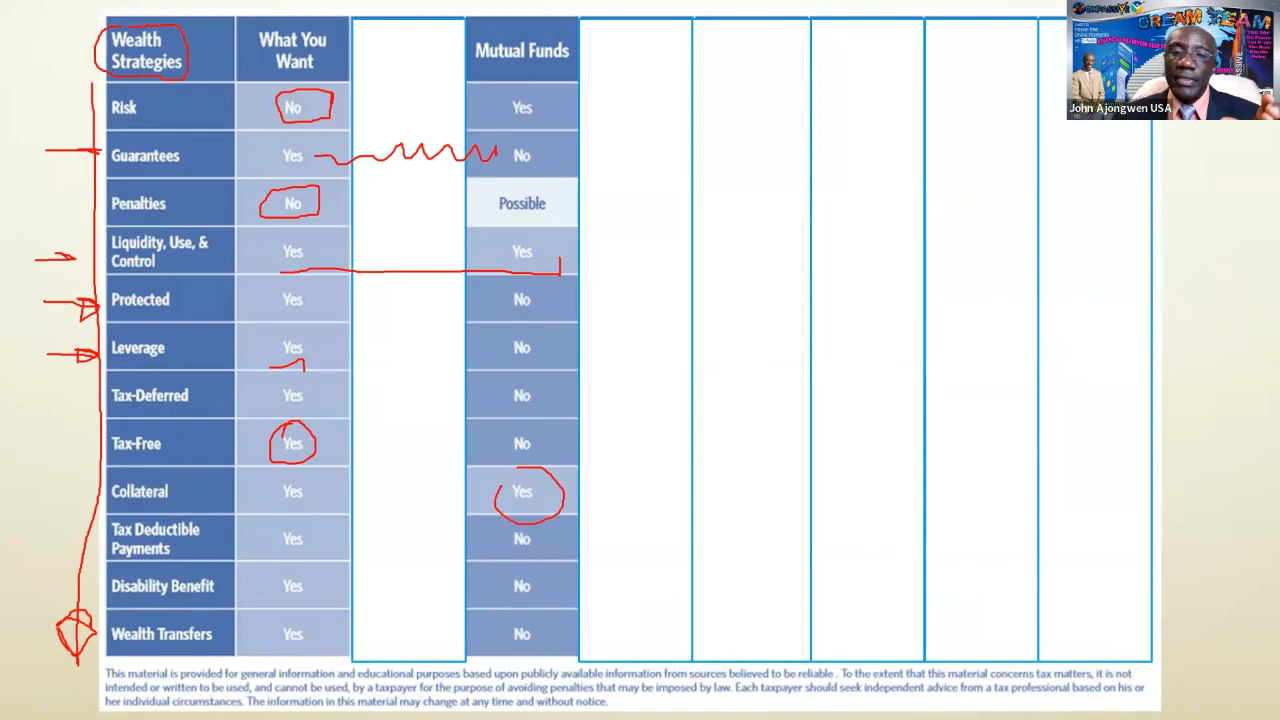 Wealth
Strategies
What You
Want
Mutual Funds
Risk
No
Yes
Guarantees
Yes
No
Penalties
No
Possible
Liquidity, Use, &
Control
Yes
Yes
Protected
Yes
No
Leverage
Yes
No
Tax-Deferred
Yes
No
Tax-Free
Yes
No
Collateral
Yes
Yes
Tax Deductible
Payments
Yes
No
Disability Benefit
Yes
No
Wealth Transfers
Yes
No
This material is provided for general information and educational purposes based upon publicly available information from sources believed to be reliable . To the extent that this material concerns tax matters, it is not
intended or written to be used, and cannot be used, by a taxpayer for the purpose of avoiding penalties that may be imposed by law. Each taxpayer should seek independent advice from a tax professional based on his or
her individual circumstances. The information in this material may change at any time and without notice.
DREAM TEAM
John Ajongwen USA